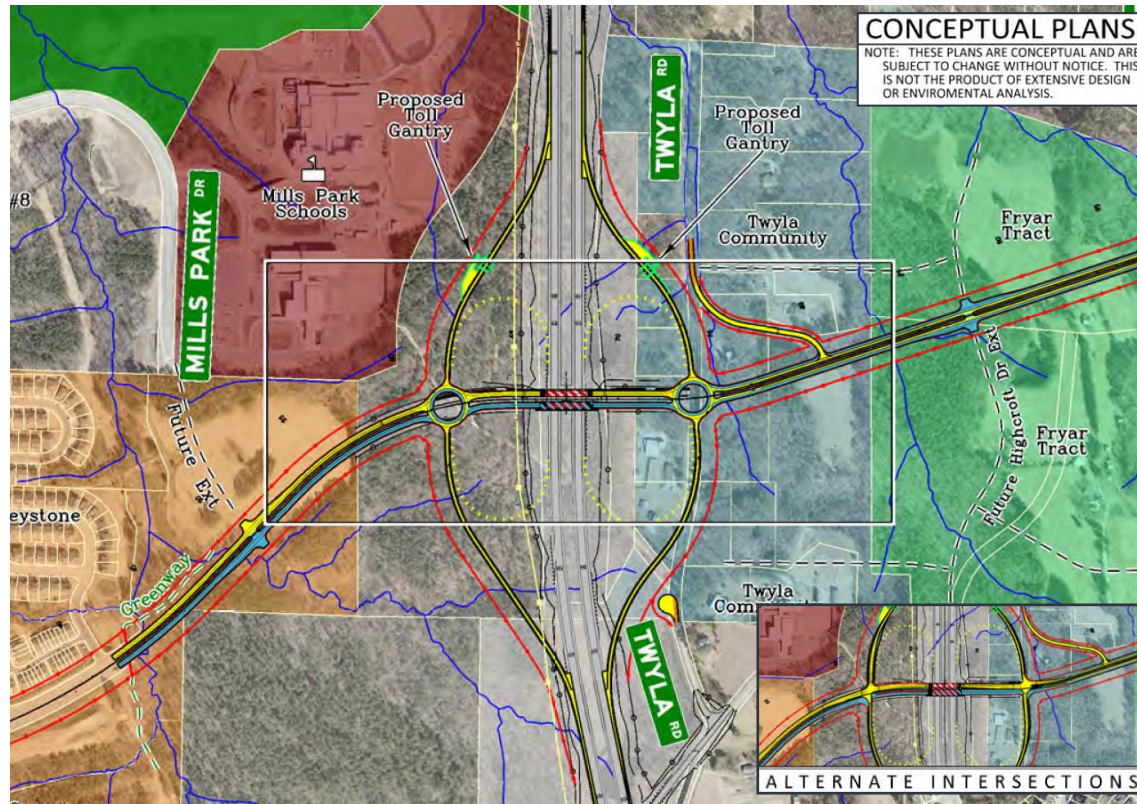 CONCEPTUAL PLANS
NOTE: THESE PLANS ARE CONCEPTUAL AND ARE
SUBJECT TO CHANGE WITHOUT NOTICE. THIS
IS NOT THE PRODUCT OF EXTENSIVE DESIGN
OR ENVIROMENTAL ANALYSIS.
Proposed
Toll
Gantry
TWYLA RD
Proposed
Toll
Gantry
#8
MILLS PARK DR
Mills Park
Schools
Twyla
Community
Fryar
Tract
Future Ext
Future Highcroft Dr Ext
Fryar
Tract
eystone
Greenway
Twyla
Com
TWYLA RD
ALTERNATE INTERSECTIONS